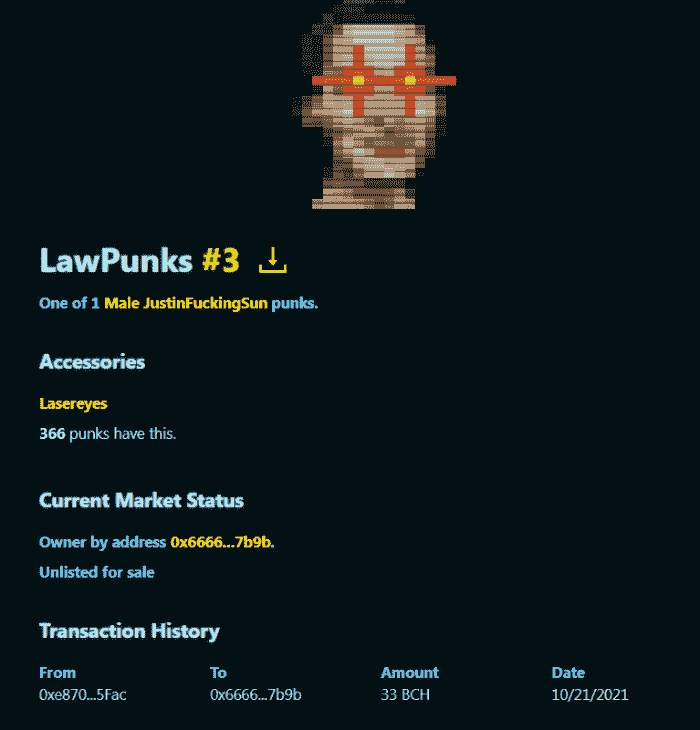 LawPunks #3
One of 1 Male JustinFuckingSun punks.
Accessories
Lasereyes
366 punks have this.
Current Market Status
Owner by address 0x6666...7b9b.
Unlisted for sale
Transaction History
From To Amount Date
0xe870...5Fac 0x6666...7b9b 33 BCH 10/21/2021